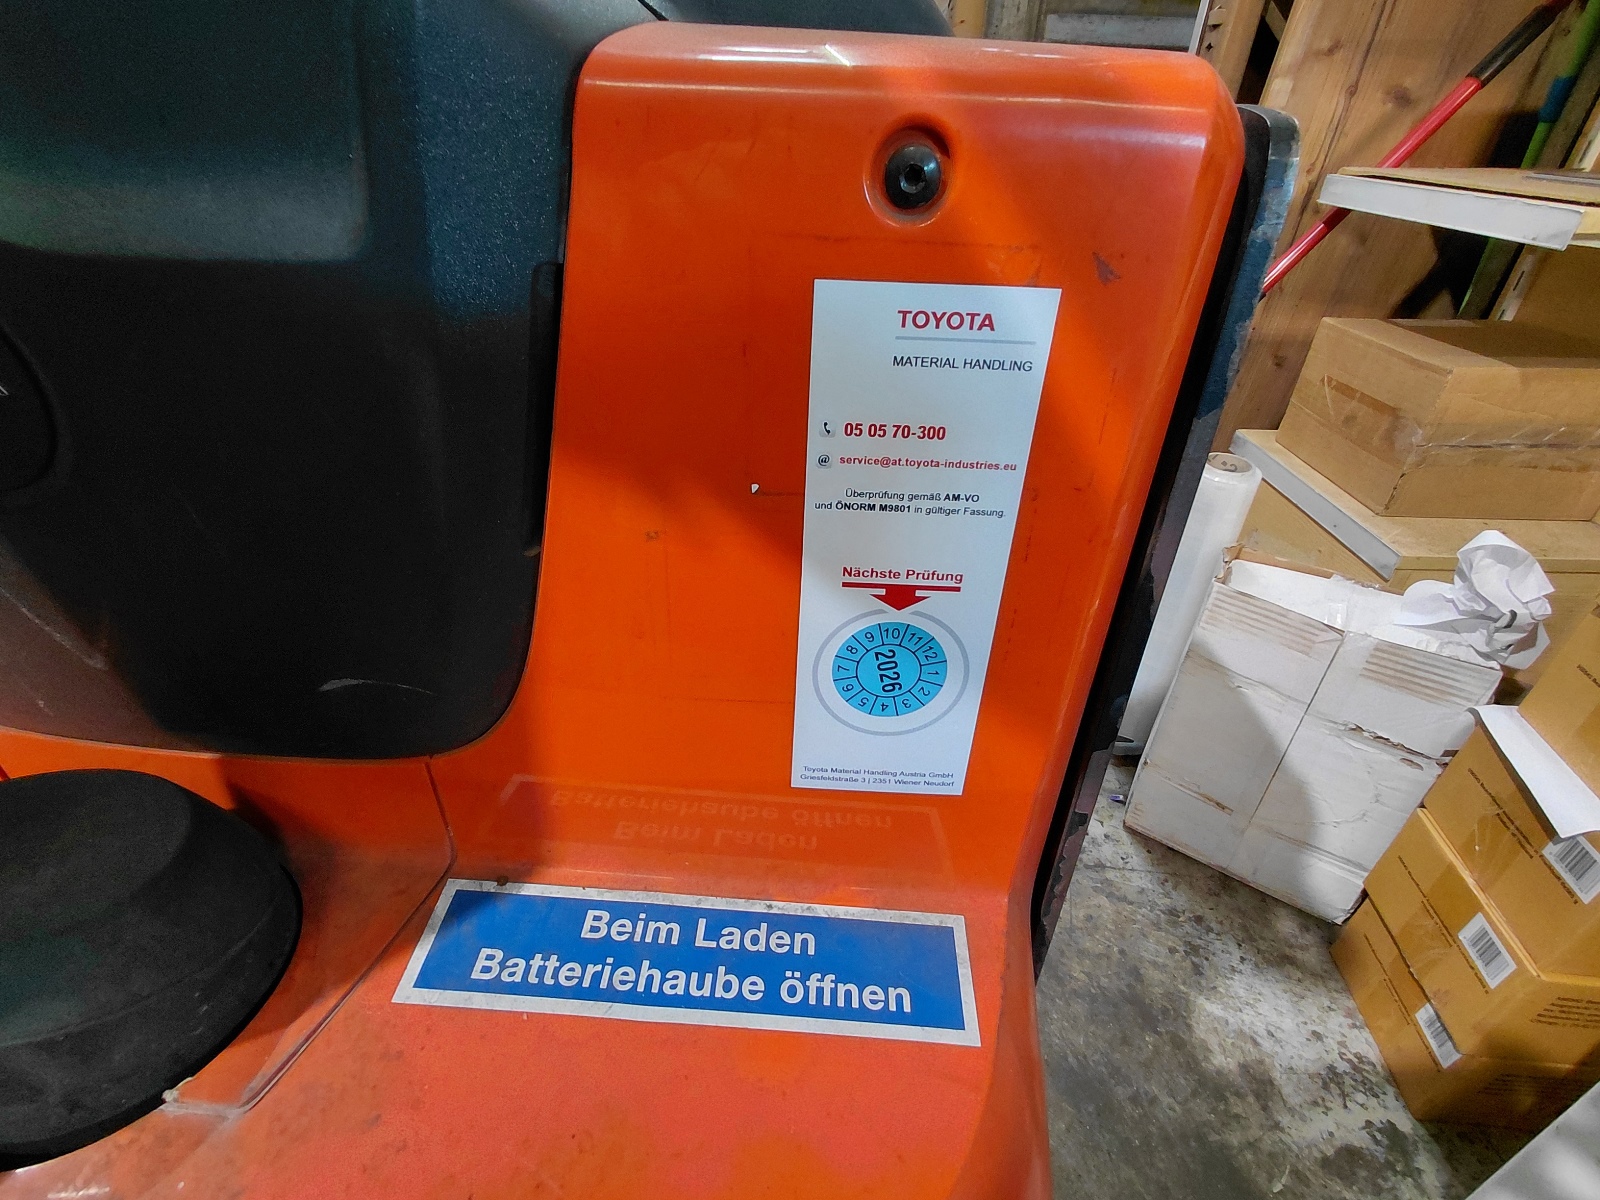 TOYOTA
MATERIAL HANDLING
05 05 70-300
@ service@at.toyota-industries.eu
Überprüfung gemäß AM-VO
und ÖNORM M9801 in gültiger Fassung.
Nächste Prüfung
1 2 3 4 5 6 7 8 9 10 11 12
2026
Toyota Material Handling Austria GmbH
Griesfeldstraße 3 | 2351 Wiener Neudorf
Beim Laden
Batteriehaube öffnen